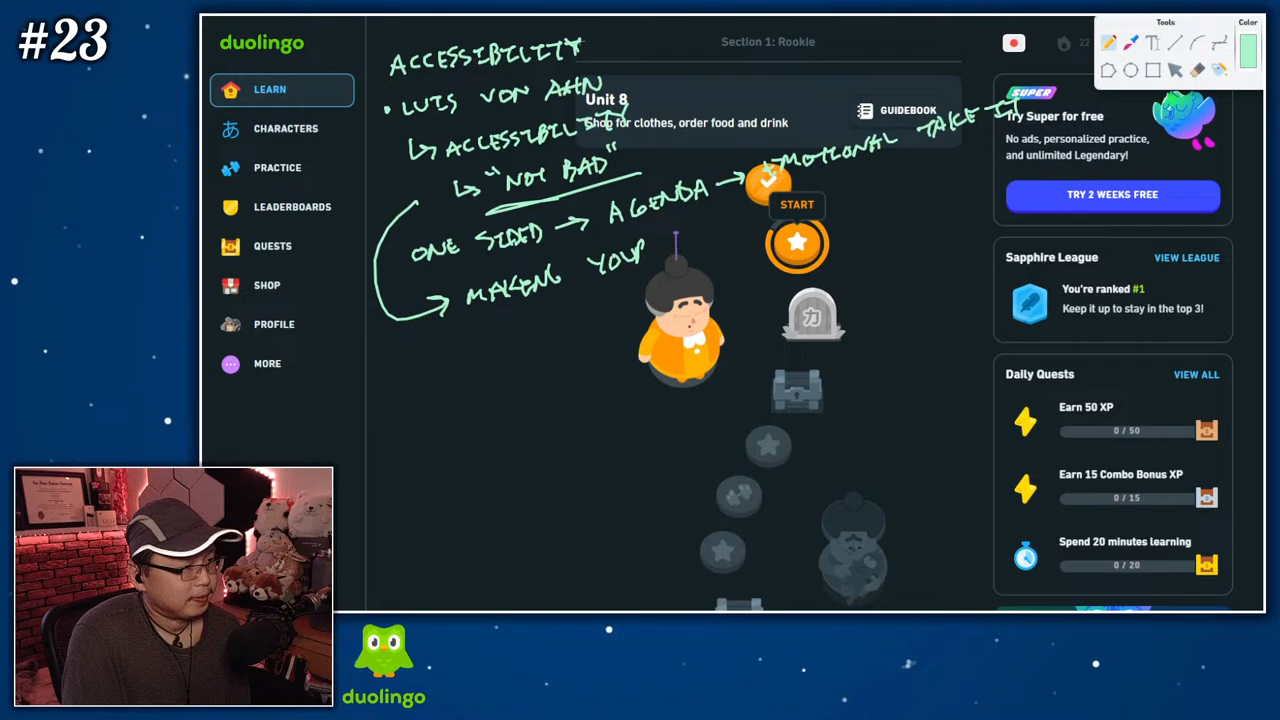 #23
duolingo
LEARN
CHARACTERS
PRACTICE
LEADERBOARDS
QUESTS
SHOP
PROFILE
MORE
Section 1: Rookie
22
Unit 8
Shop for clothes, order food and drink
GUIDEBOOK
START
力
ACCESSIBILITY
• LUIS VON AHN
↳ ACCESSIBILITY
↳ "NOT BAD"
ONE SIDED → AGENDA → EMOTIONAL TAKE
→ MAKING YOUR
Tools
Color
SUPER
Try Super for free
No ads, personalized practice,
and unlimited Legendary!
TRY 2 WEEKS FREE
Sapphire League
VIEW LEAGUE
You're ranked #1
Keep it up to stay in the top 3!
Daily Quests
VIEW ALL
Earn 50 XP
0 / 50
Earn 15 Combo Bonus XP
0 / 15
Spend 20 minutes learning
0 / 20
duolingo